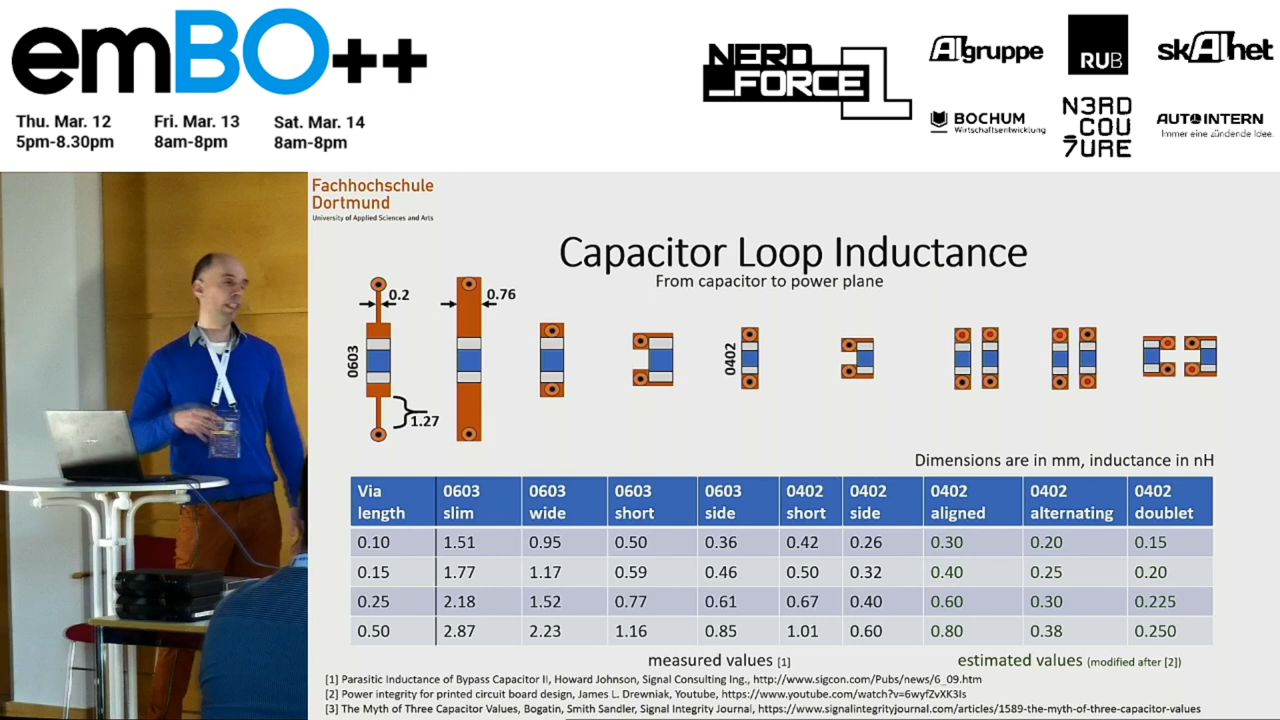 emBO++
Thu. Mar. 12
5pm-8.30pm
Fri. Mar. 13
8am-8pm
Sat. Mar. 14
8am-8pm
NERD
_FORCE1
AIgruppe
RUB
skAInet
BOCHUM
Wirtschaftsentwicklung
N3RD
COU
7URE
AUTOINTERN
Immer eine zündende Idee.
Fachhochschule
Dortmund
University of Applied Sciences and Arts
Capacitor Loop Inductance
From capacitor to power plane
0.2
0.76
0603
0402
1.27
Dimensions are in mm, inductance in nH
Via length 0603 slim 0603 wide 0603 short 0603 side 0402 short 0402 side 0402 aligned 0402 alternating 0402 doublet
0.10 1.51 0.95 0.50 0.36 0.42 0.26 0.30 0.20 0.15
0.15 1.77 1.17 0.59 0.46 0.50 0.32 0.40 0.25 0.20
0.25 2.18 1.52 0.77 0.61 0.67 0.40 0.60 0.30 0.225
0.50 2.87 2.23 1.16 0.85 1.01 0.60 0.80 0.38 0.250
measured values [1]
estimated values (modified after [2])
[1] Parasitic Inductance of Bypass Capacitor II, Howard Johnson, Signal Consulting Ing., http://www.sigcon.com/Pubs/news/6_09.htm
[2] Power integrity for printed circuit board design, James L. Drewniak, Youtube, https://www.youtube.com/watch?v=6wyfZvXK3Is
[3] The Myth of Three Capacitor Values, Bogatin, Smith Sandler, Signal Integrity Journal, https://www.signalintegrityjournal.com/articles/1589-the-myth-of-three-capacitor-values